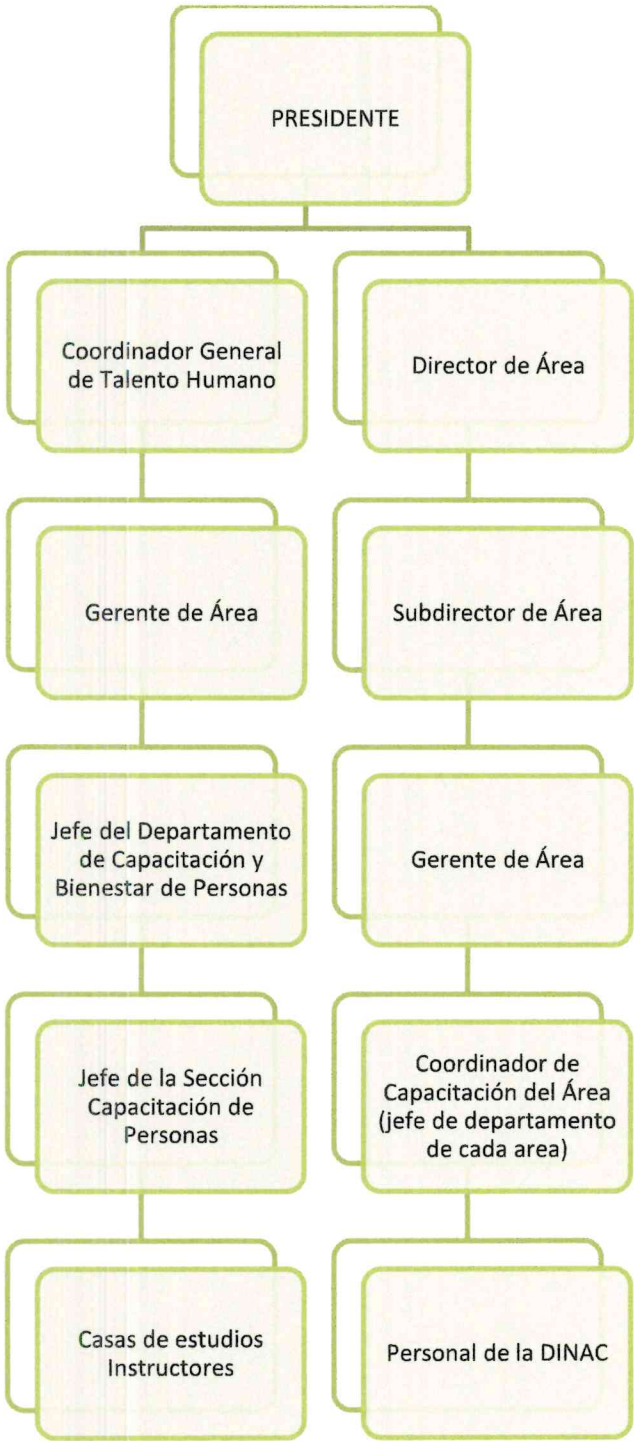 PRESIDENTE
Coordinador General
de Talento Humano
Director de Área
Gerente de Área
Subdirector de Área
Jefe del Departamento
de Capacitación y
Bienestar de Personas
Gerente de Área
Jefe de la Sección
Capacitación de
Personas
Coordinador de
Capacitación del Área
(jefe de departamento
de cada area)
Casas de estudios
Instructores
Personal de la DINAC